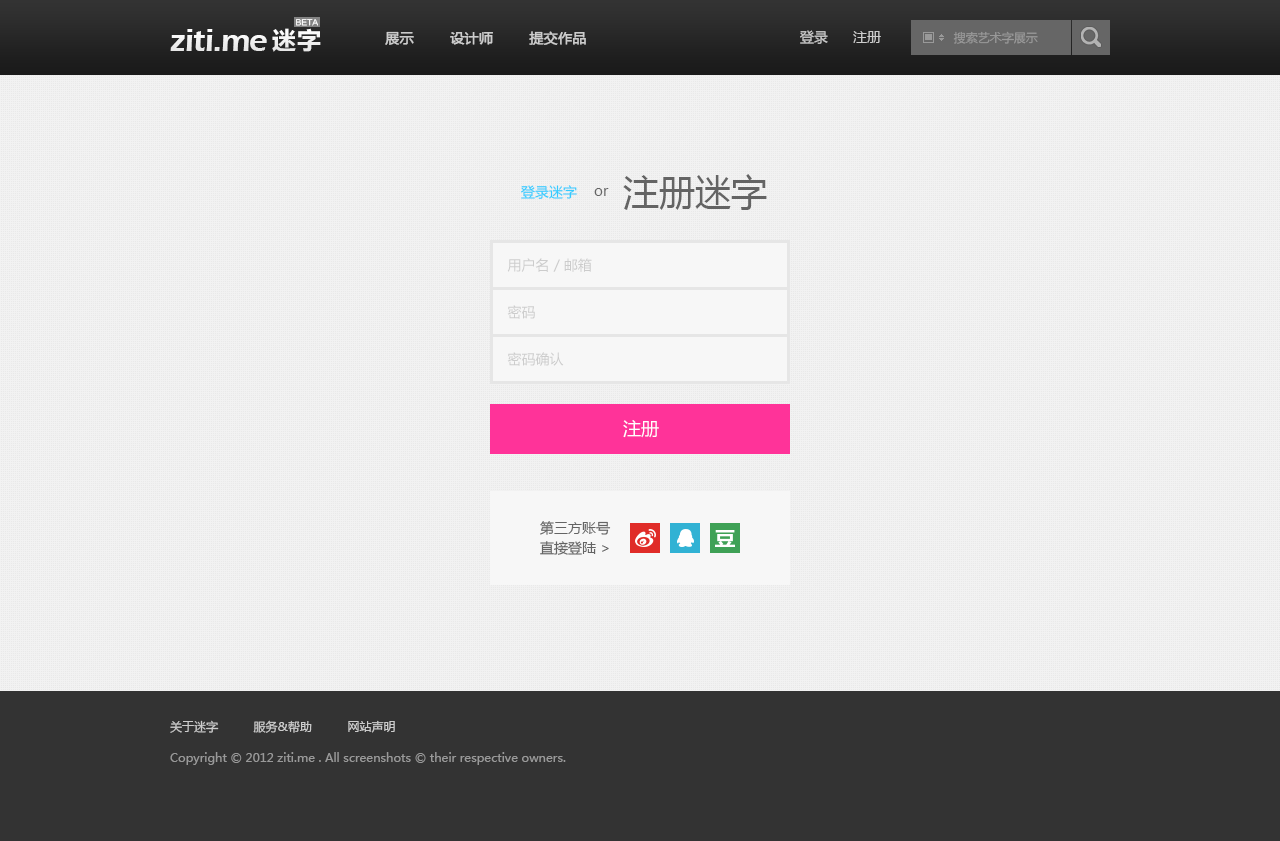 BETA
ziti.me 迷字
展示 设计师 提交作品
登录 注册
搜索艺术字展示
登录迷字 or 注册迷字
用户名 / 邮箱
密码
密码确认
注册
第三方账号
直接登陆 >
豆
关于迷字 服务&帮助 网站声明
Copyright © 2012 ziti.me . All screenshots © their respective owners.